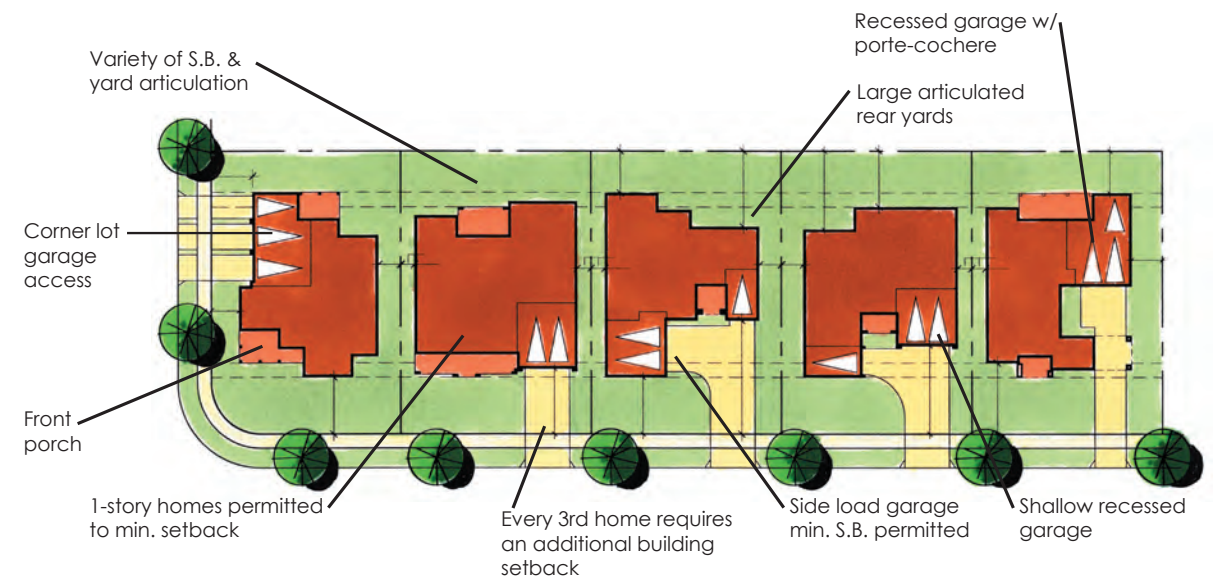 Recessed garage w/
porte-cochere
Variety of S.B. &
yard articulation
Large articulated
rear yards
Corner lot
garage
access
Front
porch
1-story homes permitted
to min. setback
Every 3rd home requires
an additional building
setback
Side load garage
min. S.B. permitted
Shallow recessed
garage